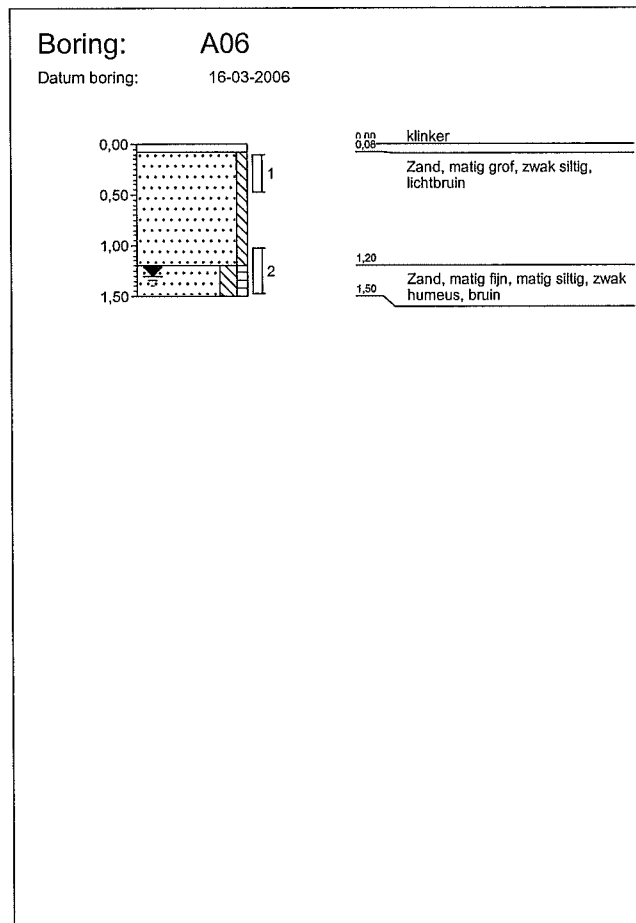 Boring: A06
Datum boring: 16-03-2006
0,00
0,50
1,00
1,50
1
2
0,00 klinker
0,08
Zand, matig grof, zwak siltig,
lichtbruin
1,20
Zand, matig fijn, matig siltig, zwak
1,50 humeus, bruin